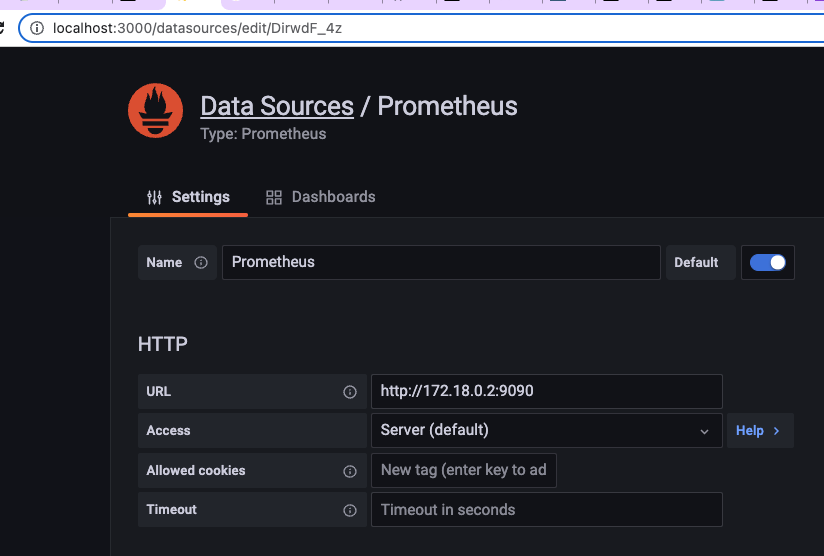 localhost:3000/datasources/edit/DirwdF_4z
Data Sources / Prometheus
Type: Prometheus
Settings Dashboards
Name Prometheus Default
HTTP
URL http://172.18.0.2:9090
Access Server (default) Help >
Allowed cookies New tag (enter key to ad
Timeout Timeout in seconds